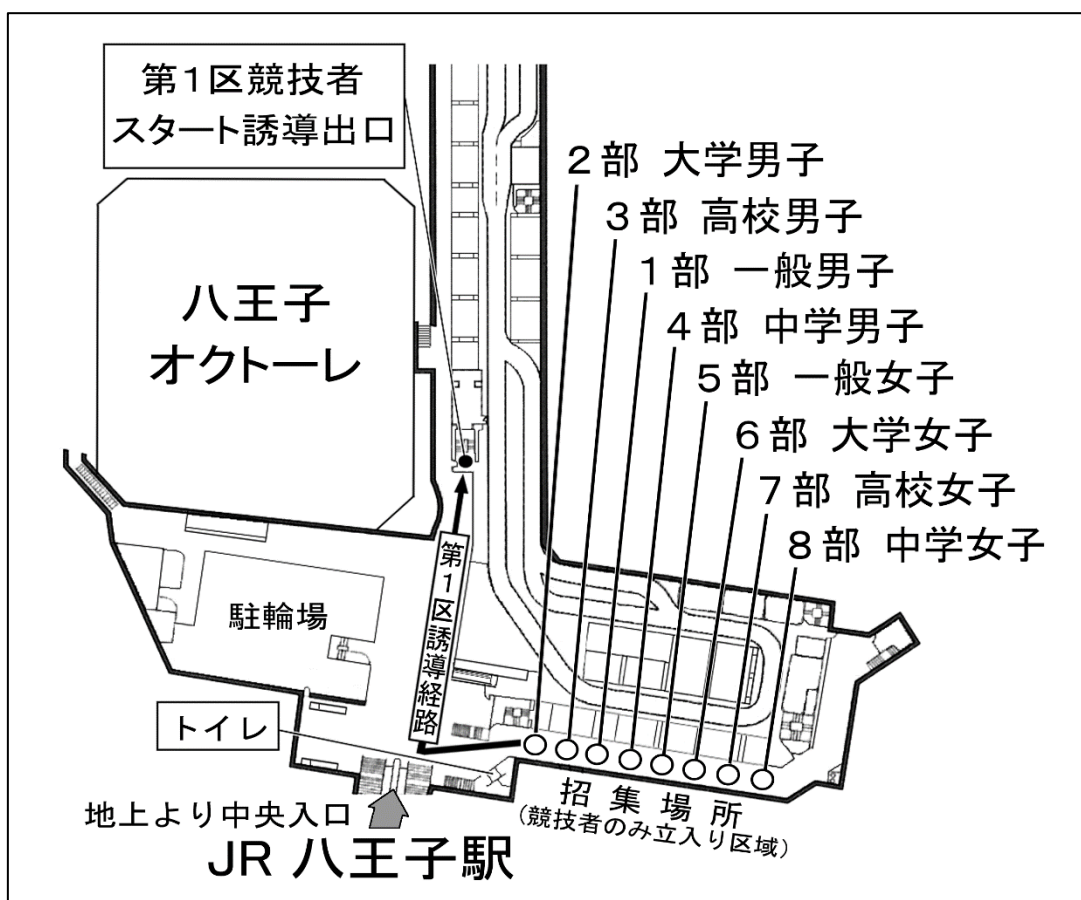 第１区競技者
スタート誘導出口
２部 大学男子
３部 高校男子
１部 一般男子
４部 中学男子
５部 一般女子
６部 大学女子
７部 高校女子
８部 中学女子
八王子
オクトーレ
第１区誘導経路
駐輪場
トイレ
招集場所
(競技者のみ立入り区域)
地上より中央入口
JR 八王子駅